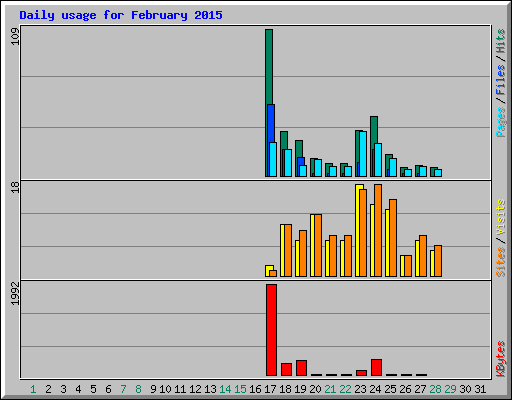 Daily usage for February 2015
109
Pages / Files / Hits
18
Sites / Visits
1992
KBytes
1 2 3 4 5 6 7 8 9 10 11 12 13 14 15 16 17 18 19 20 21 22 23 24 25 26 27 28 29 30 31